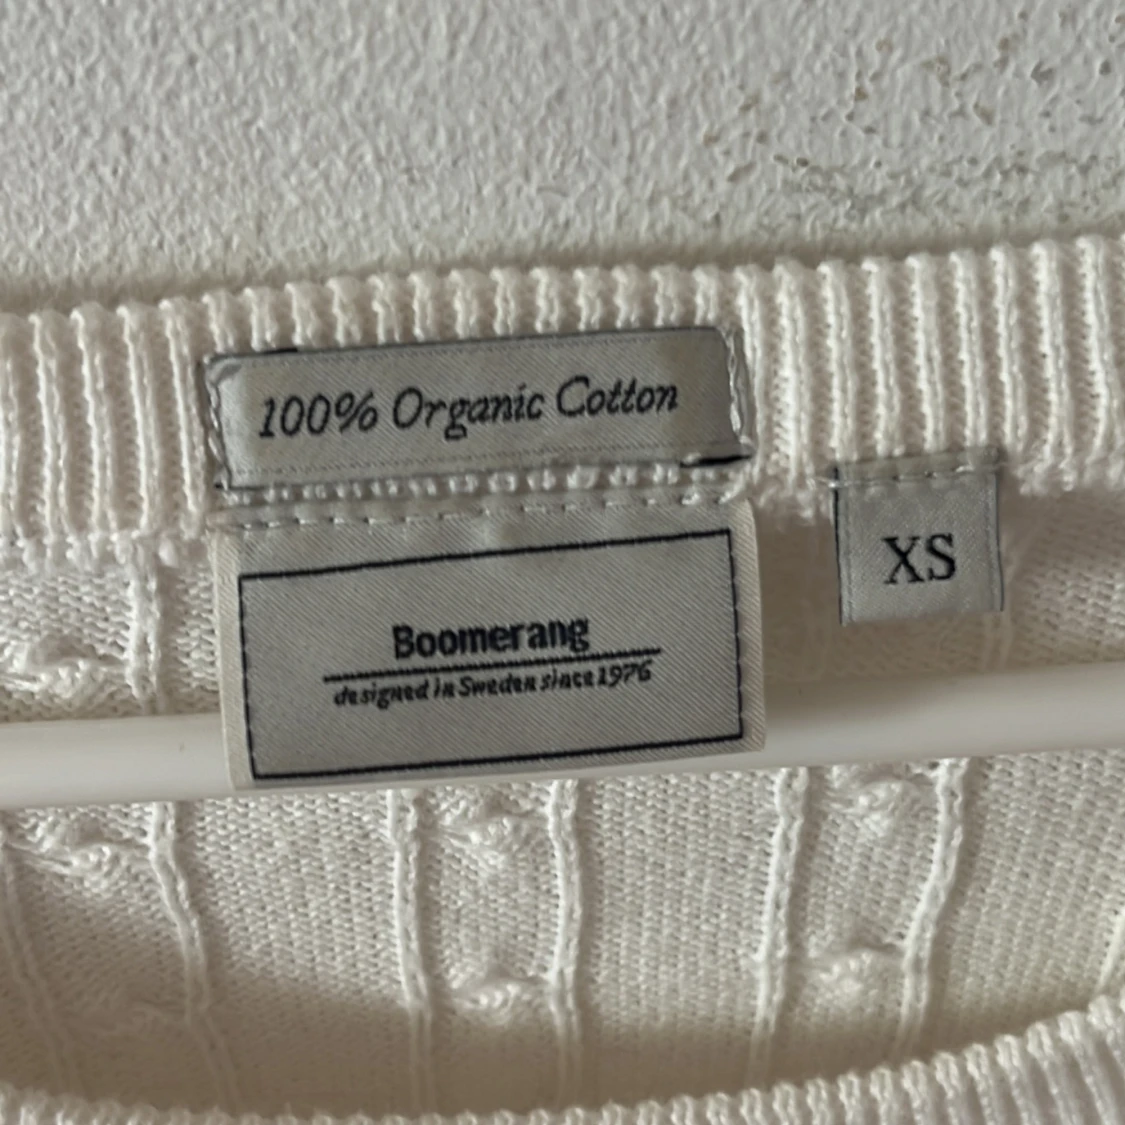 100% Organic Cotton
XS
Boomerang
designed in Sweden since 1976